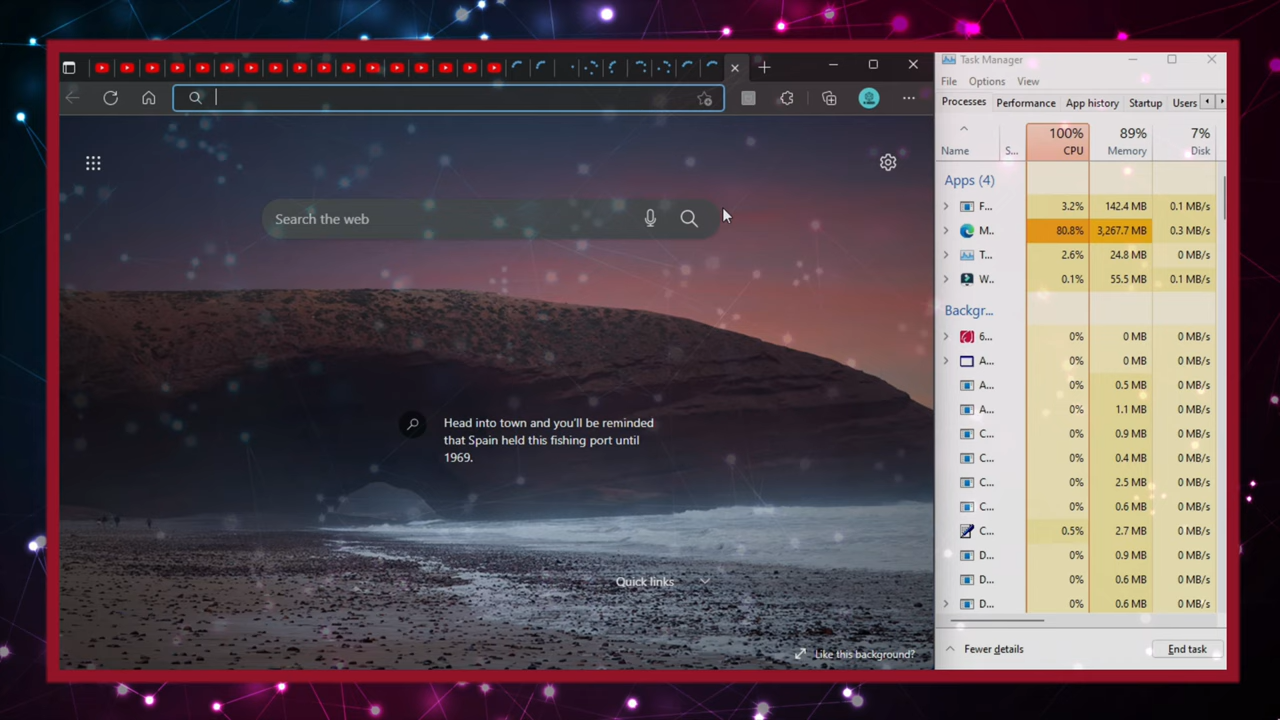 Search the web
Head into town and you'll be reminded
that Spain held this fishing port until
1969.
Quick links
Like this background?
Task Manager
File Options View
Processes Performance App history Startup Users
100% 89% 7%
Name S... CPU Memory Disk
Apps (4)
F... 3.2% 142.4 MB 0.1 MB/s
M... 80.8% 3,267.7 MB 0.3 MB/s
T... 2.6% 24.8 MB 0 MB/s
W... 0.1% 55.5 MB 0.1 MB/s
Backgr...
6... 0% 0 MB 0 MB/s
A... 0% 0 MB 0 MB/s
A... 0% 0.5 MB 0 MB/s
A... 0% 1.1 MB 0 MB/s
C... 0% 0.9 MB 0 MB/s
C... 0% 0.4 MB 0 MB/s
C... 0% 2.5 MB 0 MB/s
C... 0% 0.6 MB 0 MB/s
C... 0.5% 2.7 MB 0 MB/s
D... 0% 0.9 MB 0 MB/s
D... 0% 0.6 MB 0 MB/s
D... 0% 0.6 MB 0 MB/s
Fewer details End task